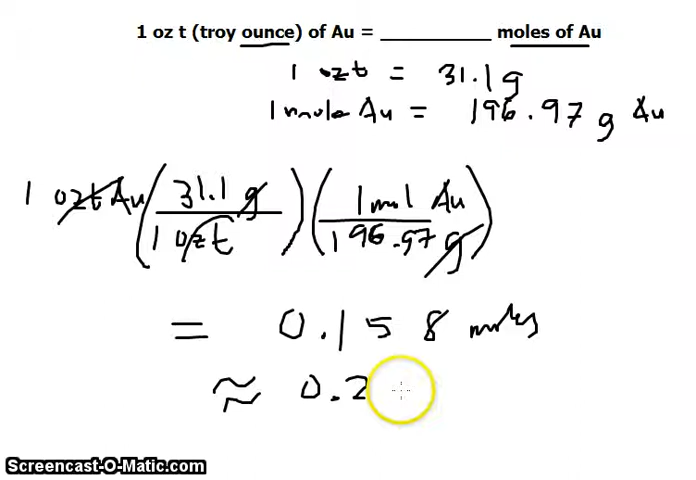 1 oz t (troy ounce) of Au = __________ moles of Au
1 ozt = 31.1g
1 mole Au = 196.97 g Au
1 ozt Au (31.1 g / 1 ozt) (1 mol Au / 196.97 g)
= 0.158 moles
≈ 0.2
Screencast-O-Matic.com